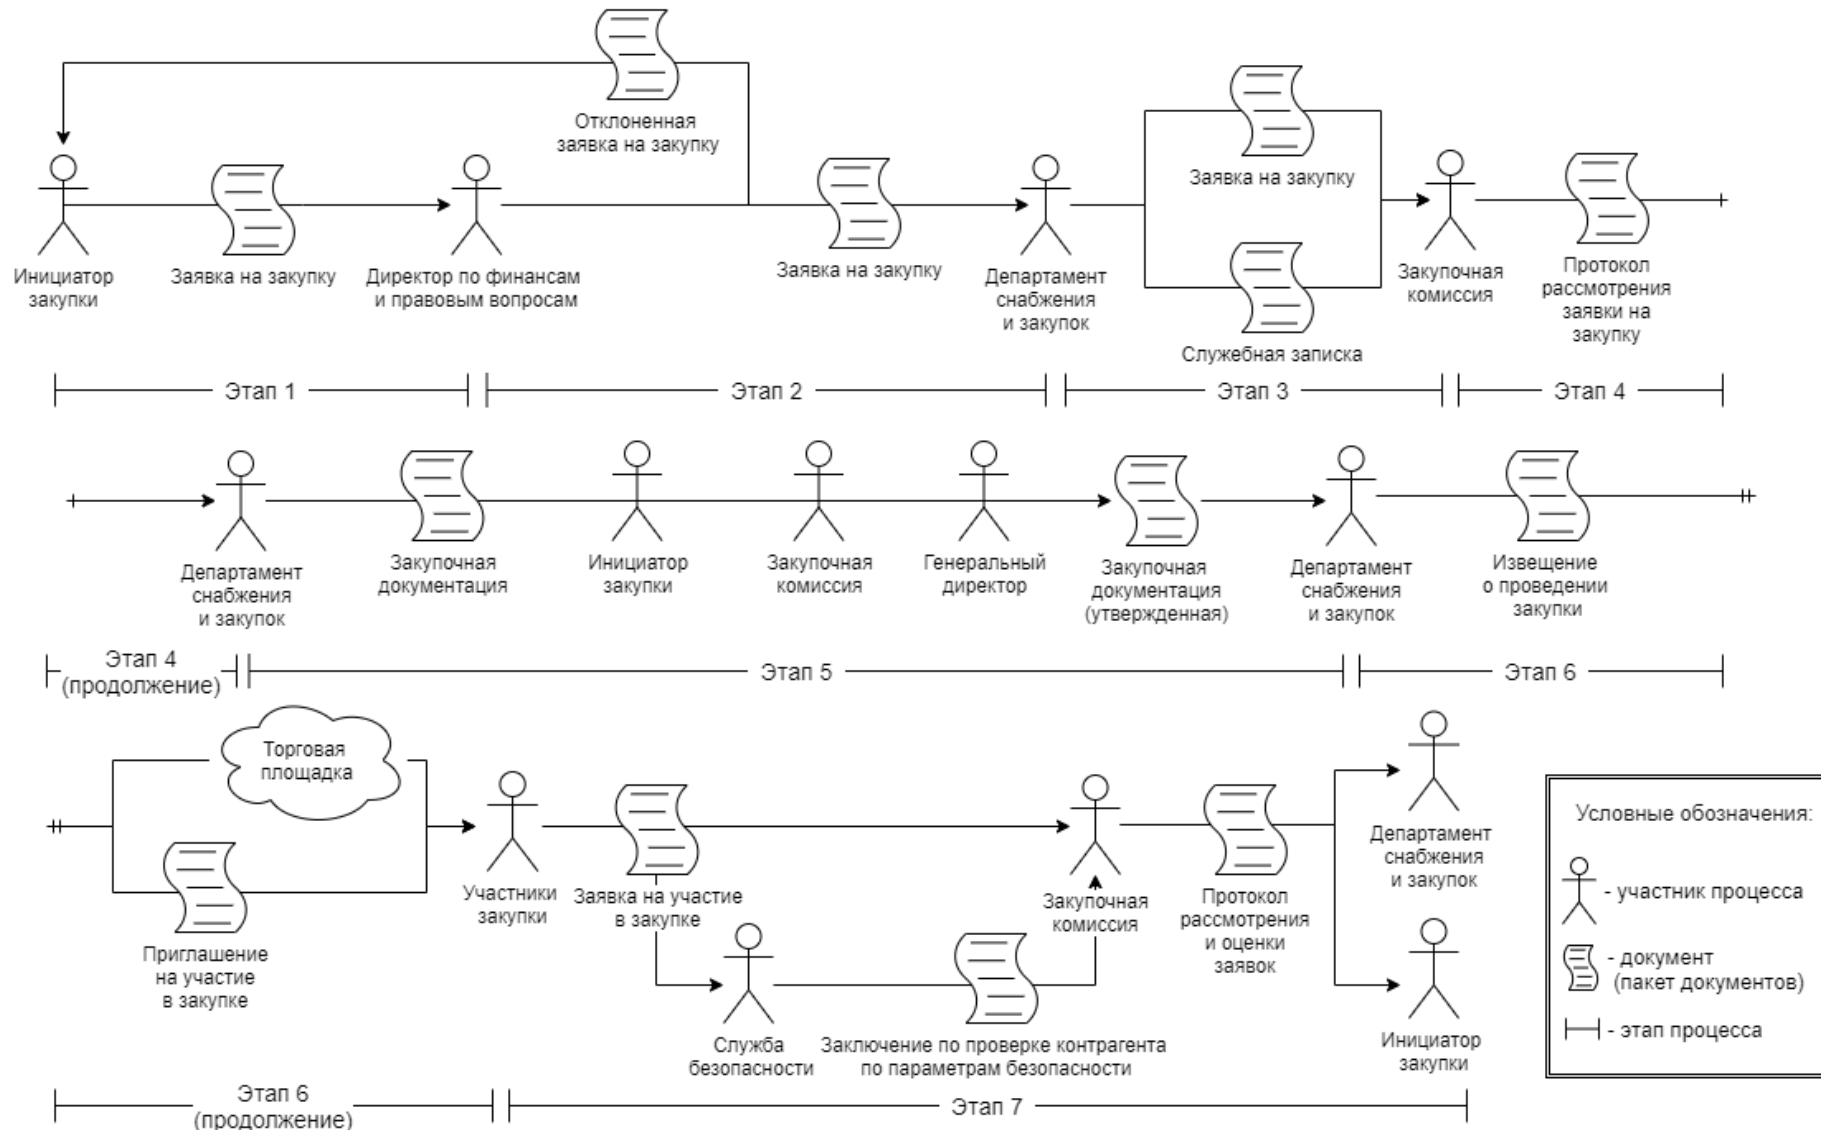 Отклоненная
заявка на закупку
Инициатор
закупки
Заявка на закупку
Директор по финансам
и правовым вопросам
Заявка на закупку
Департамент
снабжения
и закупок
Заявка на закупку
Служебная записка
Закупочная
комиссия
Протокол
рассмотрения
заявки на
закупку
Этап 1
Этап 2
Этап 3
Этап 4
Департамент
снабжения
и закупок
Закупочная
документация
Инициатор
закупки
Закупочная
комиссия
Генеральный
директор
Закупочная
документация
(утвержденная)
Департамент
снабжения
и закупок
Извещение
о проведении
закупки
Этап 4
(продолжение)
Этап 5
Этап 6
Торговая
площадка
Приглашение
на участие
в закупке
Участники
закупки
Заявка на участие
в закупке
Служба
безопасности
Заключение по проверке контрагента
по параметрам безопасности
Закупочная
комиссия
Протокол
рассмотрения
и оценки
заявок
Департамент
снабжения
и закупок
Инициатор
закупки
Условные обозначения:
- участник процесса
- документ
(пакет документов)
- этап процесса
Этап 6
(продолжение)
Этап 7